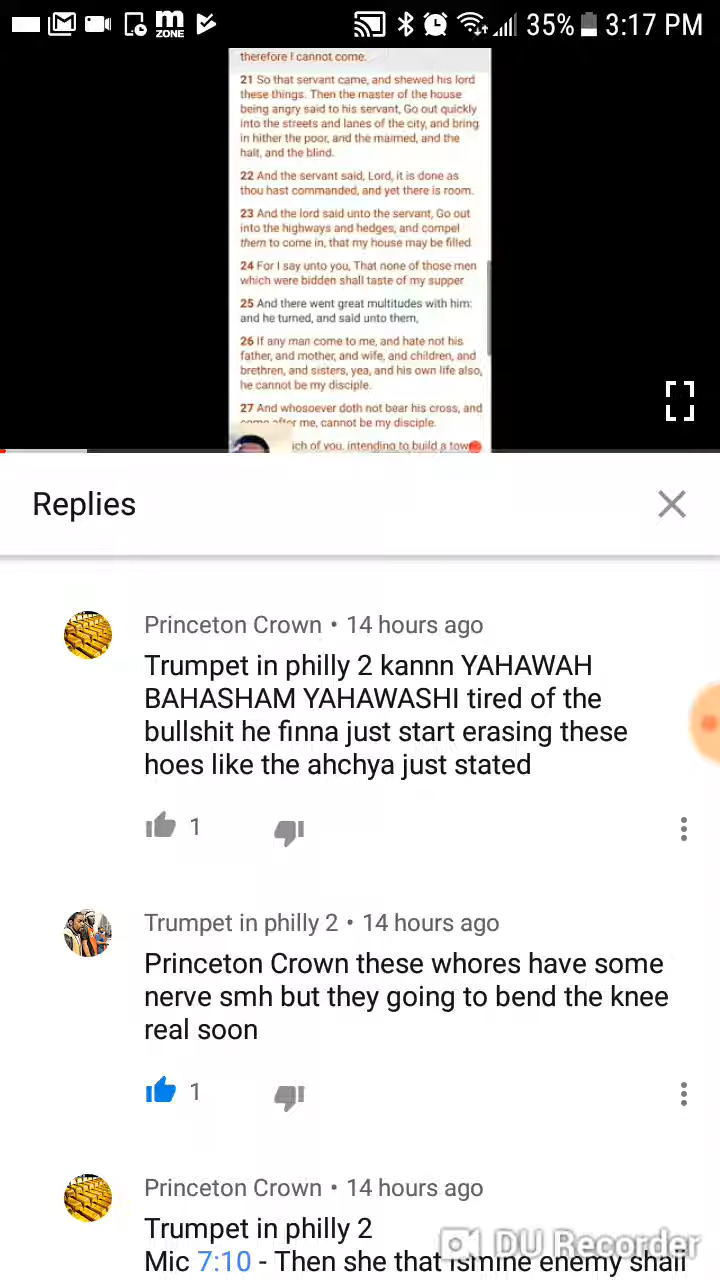 m
ZONE
35%
3:17 PM
therefore I cannot come.
21 So that servant came, and shewed his lord
these things. Then the master of the house
being angry said to his servant, Go out quickly
into the streets and lanes of the city, and bring
in hither the poor, and the maimed, and the
halt, and the blind.
22 And the servant said, Lord, it is done as
thou hast commanded, and yet there is room.
23 And the lord said unto the servant, Go out
into the highways and hedges, and compel
them to come in, that my house may be filled
24 For I say unto you, That none of those men
which were bidden shall taste of my supper
25 And there went great multitudes with him:
and he turned, and said unto them,
26 If any man come to me, and hate not his
father, and mother, and wife, and children, and
brethren, and sisters, yea, and his own life also,
he cannot be my disciple.
27 And whosoever doth not bear his cross, and
come after me, cannot be my disciple.
ich of you, intending to build a tow
Replies
Princeton Crown • 14 hours ago
Trumpet in philly 2 kannn YAHAWAH
BAHASHAM YAHAWASHI tired of the
bullshit he finna just start erasing these
hoes like the ahchya just stated
1
Trumpet in philly 2 • 14 hours ago
Princeton Crown these whores have some
nerve smh but they going to bend the knee
real soon
1
Princeton Crown • 14 hours ago
Trumpet in philly 2
Mic 7:10 - Then she that ismine enemy shall
DU Recorder